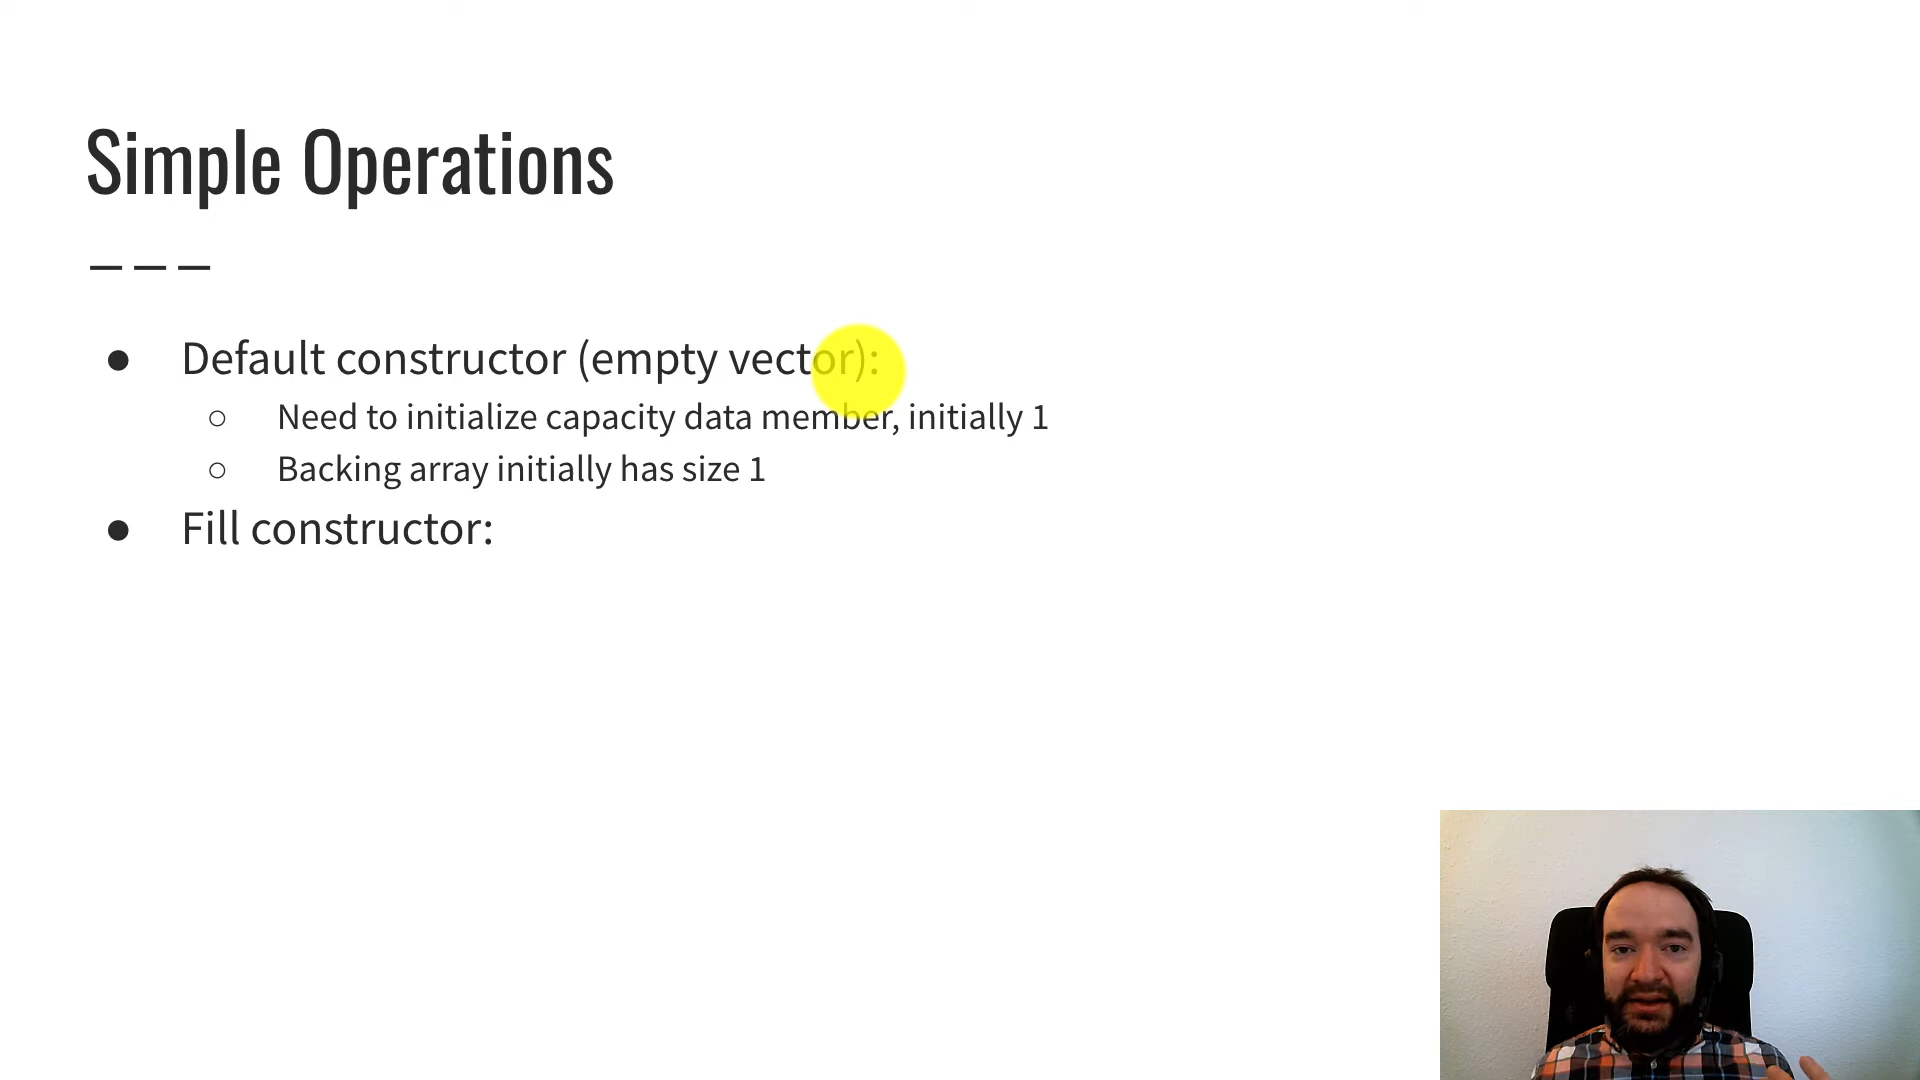 Simple Operations
● Default constructor (empty vector):
○ Need to initialize capacity data member, initially 1
○ Backing array initially has size 1
● Fill constructor: